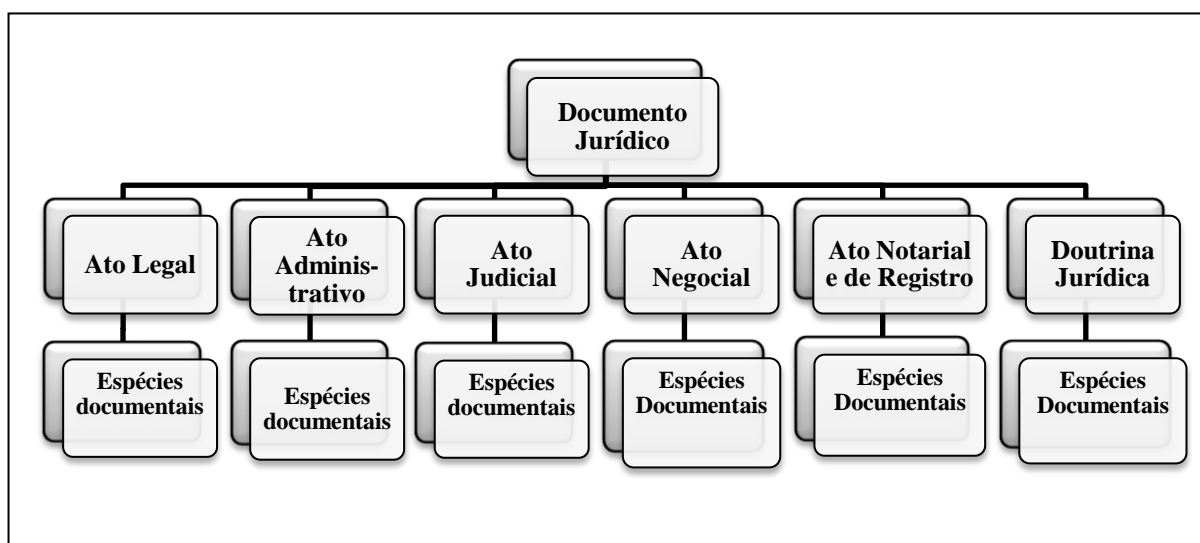 Documento
Jurídico
Ato Legal
Ato
Adminis-
trativo
Ato
Judicial
Ato
Negocial
Ato Notarial
e de Registro
Doutrina
Jurídica
Espécies
documentais
Espécies
documentais
Espécies
documentais
Espécies
Documentais
Espécies
Documentais
Espécies
Documentais